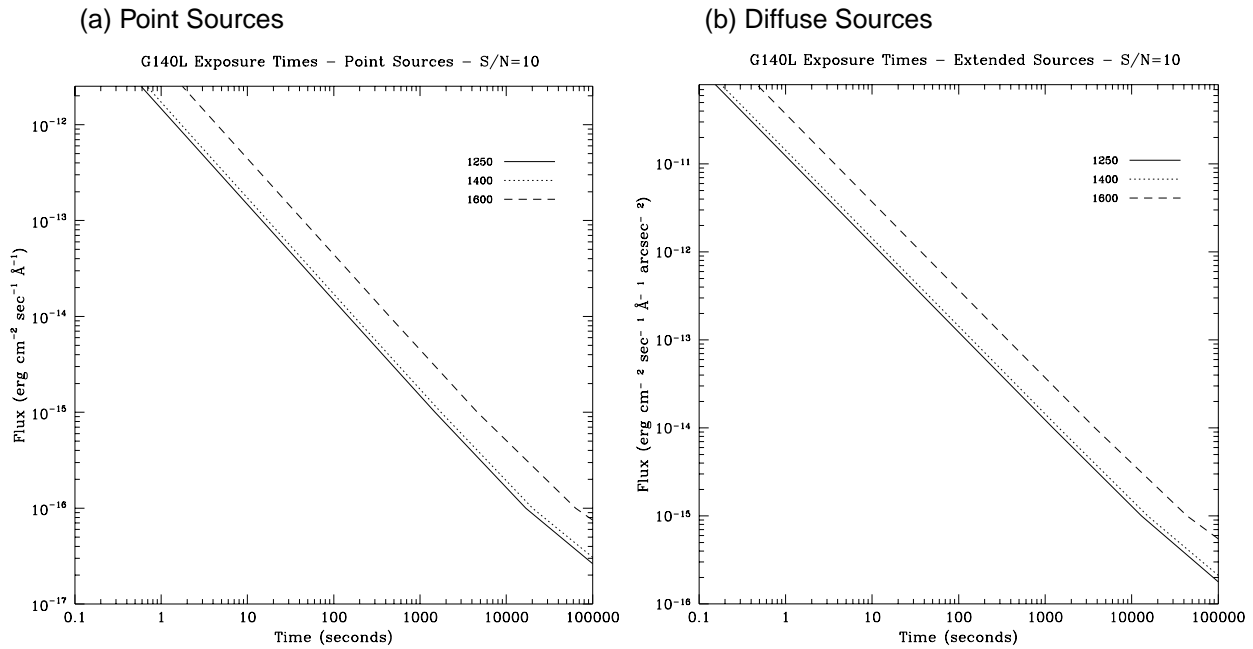 (a) Point Sources
G140L Exposure Times – Point Sources – S/N=10
Flux (erg cm⁻² sec⁻¹ Å⁻¹)
10⁻¹²
10⁻¹³
10⁻¹⁴
10⁻¹⁵
10⁻¹⁶
10⁻¹⁷
1250
1400
1600
0.1 1 10 100 1000 10000 100000
Time (seconds)
(b) Diffuse Sources
G140L Exposure Times – Extended Sources – S/N=10
Flux (erg cm⁻ ² sec⁻ ¹ Å⁻ ¹ arcsec⁻ ²)
10⁻¹¹
10⁻¹²
10⁻¹³
10⁻¹⁴
10⁻¹⁵
10⁻¹⁶
1250
1400
1600
0.1 1 10 100 1000 10000 100000
Time (seconds)